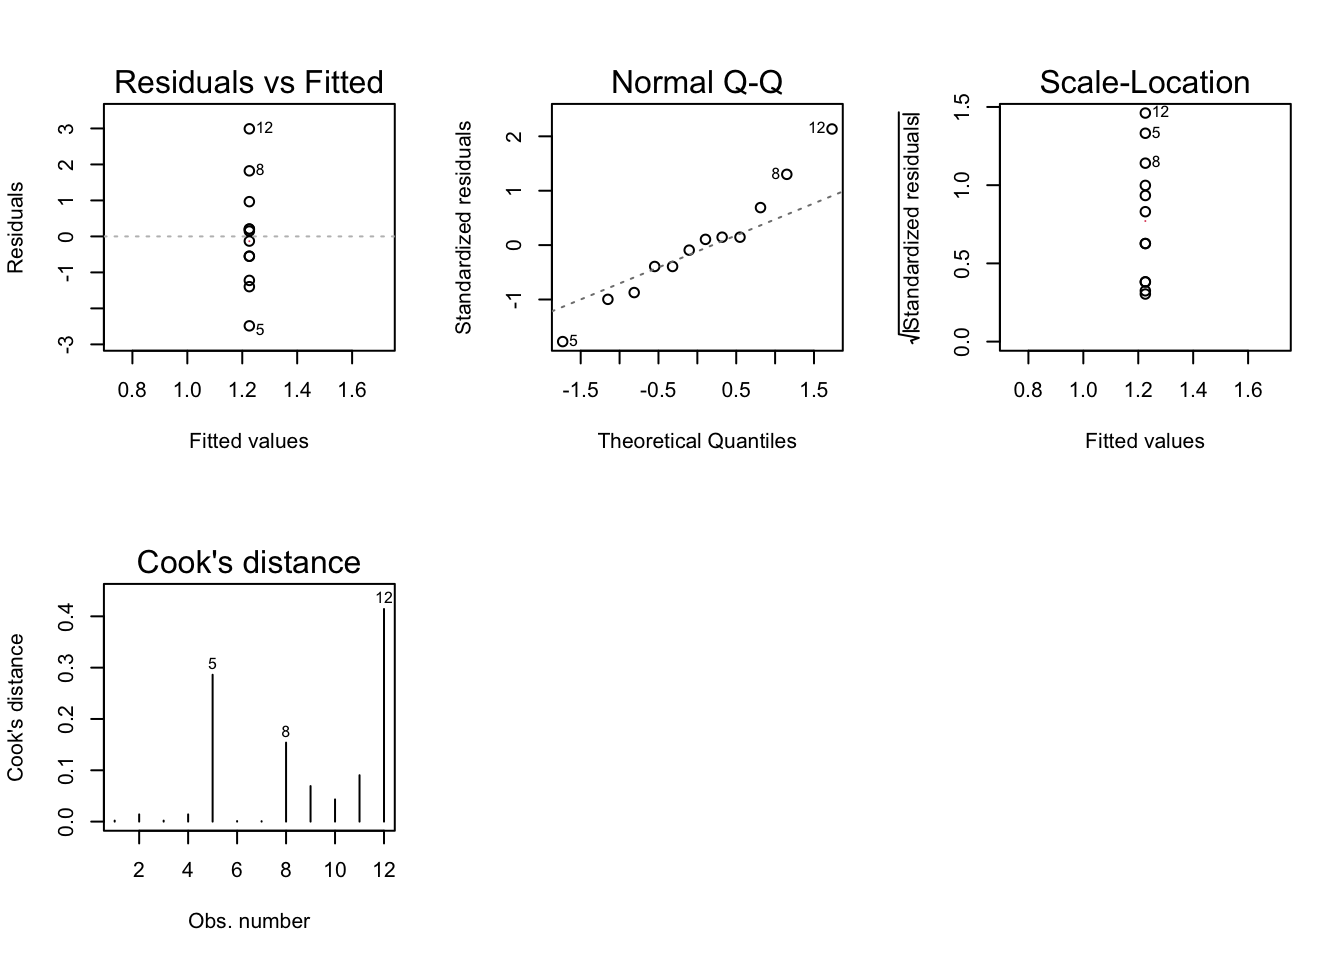 Residuals vs Fitted
3
2
1
0
-1
-3
Residuals
12
8
5
0.8 1.0 1.2 1.4 1.6
Fitted values
Normal Q-Q
2
1
0
-1
Standardized residuals
12
8
5
-1.5 -0.5 0.5 1.5
Theoretical Quantiles
Scale-Location
1.5
1.0
0.5
0.0
√|Standardized residuals|
12
5
8
0.8 1.0 1.2 1.4 1.6
Fitted values
Cook's distance
0.4
0.3
0.2
0.1
0.0
Cook's distance
12
5
8
2 4 6 8 10 12
Obs. number